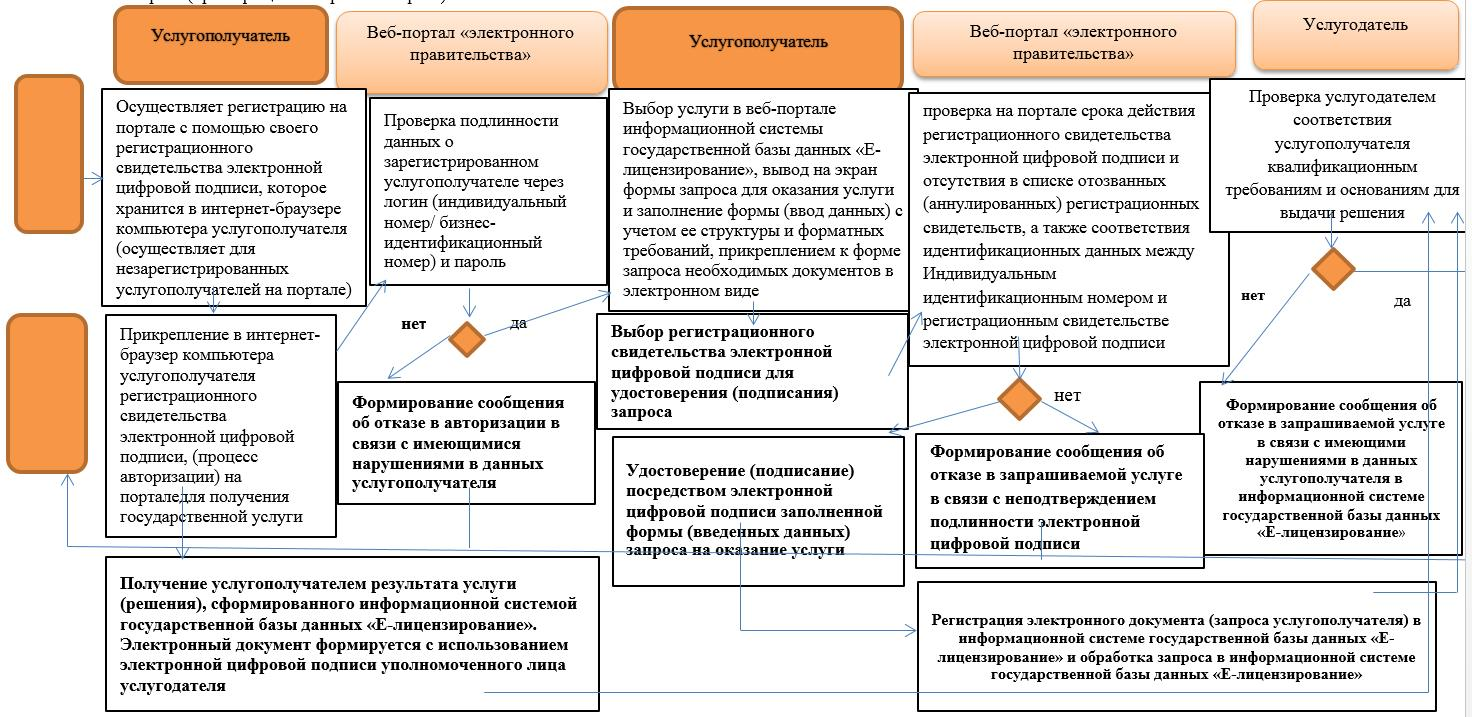 Услугополучатель
Веб-портал «электронного
правительства»
Услугополучатель
Веб-портал «электронного
правительства»
Услугодатель
Осуществляет регистрацию на
портале с помощью своего
регистрационного
свидетельства электронной
цифровой подписи, которое
хранится в интернет-браузере
компьютера услугополучателя
(осуществляет для
незарегистрированных
услугополучателей на портале)
Проверка подлинности
данных о
зарегистрированном
услугополучателе через
логин (индивидуальный
номер/ бизнес-
идентификационный
номер) и пароль
Выбор услуги в веб-портале
информационной системы
государственной базы данных «Е-
лицензирование», вывод на экран
формы запроса для оказания услуги
и заполнение формы (ввод данных) с
учетом ее структуры и форматных
требований, прикреплением к форме
запроса необходимых документов в
электронном виде
проверка на портале срока действия
регистрационного свидетельства
электронной цифровой подписи и
отсутствия в списке отозванных
(аннулированных) регистрационных
свидетельств, а также соответствия
идентификационных данных между
Индивидуальным
идентификационным номером и
регистрационным свидетельстве
электронной цифровой подписи
Проверка услугодателем
соответствия
услугополучателя
квалификационным
требованиям и основаниям для
выдачи решения
нет
да
нет
нет
да
Прикрепление в интернет-
браузер компьютера
услугополучателя
регистрационного
свидетельства
электронной цифровой
подписи, (процесс
авторизации) на
порталедля получения
государственной услуги
Формирование сообщения
об отказе в авторизации в
связи с имеющимися
нарушениями в данных
услугополучателя
Выбор регистрационного
свидетельства электронной
цифровой подписи для
удостоверения (подписания)
запроса
Удостоверение (подписание)
посредством электронной
цифровой подписи заполненной
формы (введенных данных)
запроса на оказание услуги
Формирование сообщения об
отказе в запрашиваемой услуге
в связи с неподтверждением
подлинности электронной
цифровой подписи
Формирование сообщения об
отказе в запрашиваемой услуге
в связи с имеющими
нарушениями в данных
услугополучателя в
информационной системе
государственной базы данных
«Е-лицензирование»
Получение услугополучателем результата услуги
(решения), сформированного информационной системой
государственной базы данных «Е-лицензирование».
Электронный документ формируется с использованием
электронной цифровой подписи уполномоченного лица
услугодателя
Регистрация электронного документа (запроса услугополучателя) в
информационной системе государственной базы данных «Е-
лицензирование» и обработка запроса в информационной системе
государственной базы данных «Е-лицензирование»